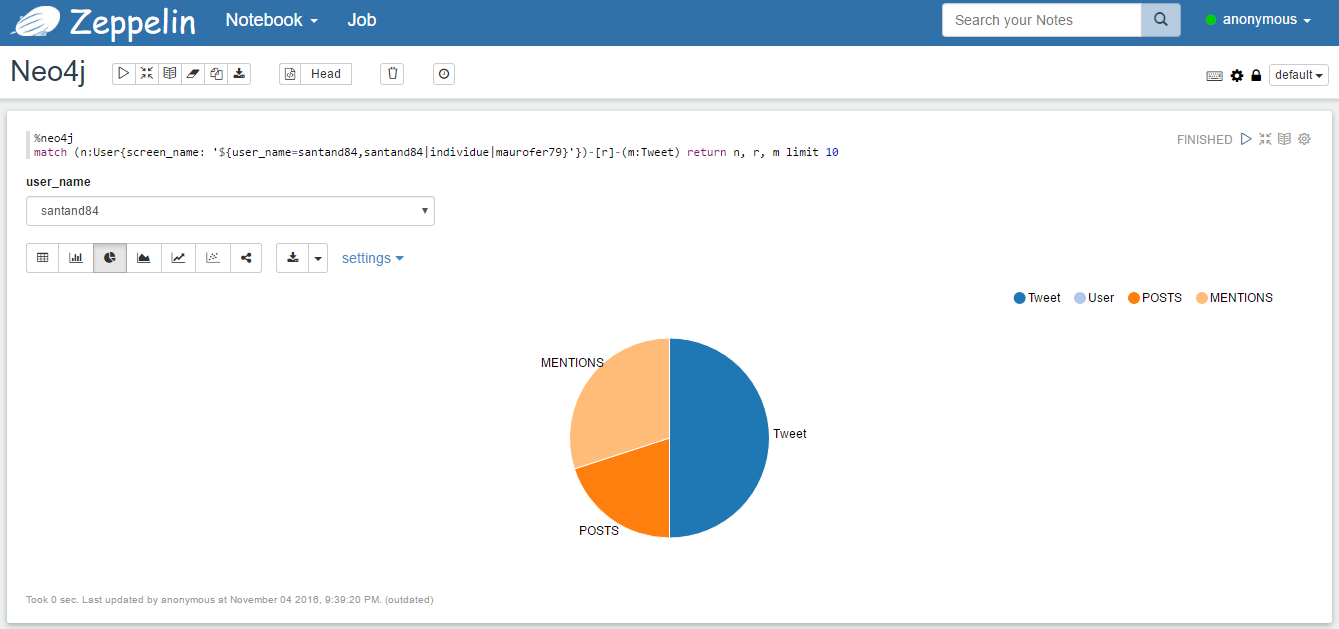 Zeppelin Notebook Job Search your Notes anonymous
Neo4j Head default
%neo4j
match (n:User{screen_name: '${user_name=santand84,santand84|individue|maurofer79}'})-[r]-(m:Tweet) return n, r, m limit 10
FINISHED
user_name
santand84
settings
Tweet User POSTS MENTIONS
MENTIONS
Tweet
POSTS
Took 0 sec. Last updated by anonymous at November 04 2016, 9:39:20 PM. (outdated)